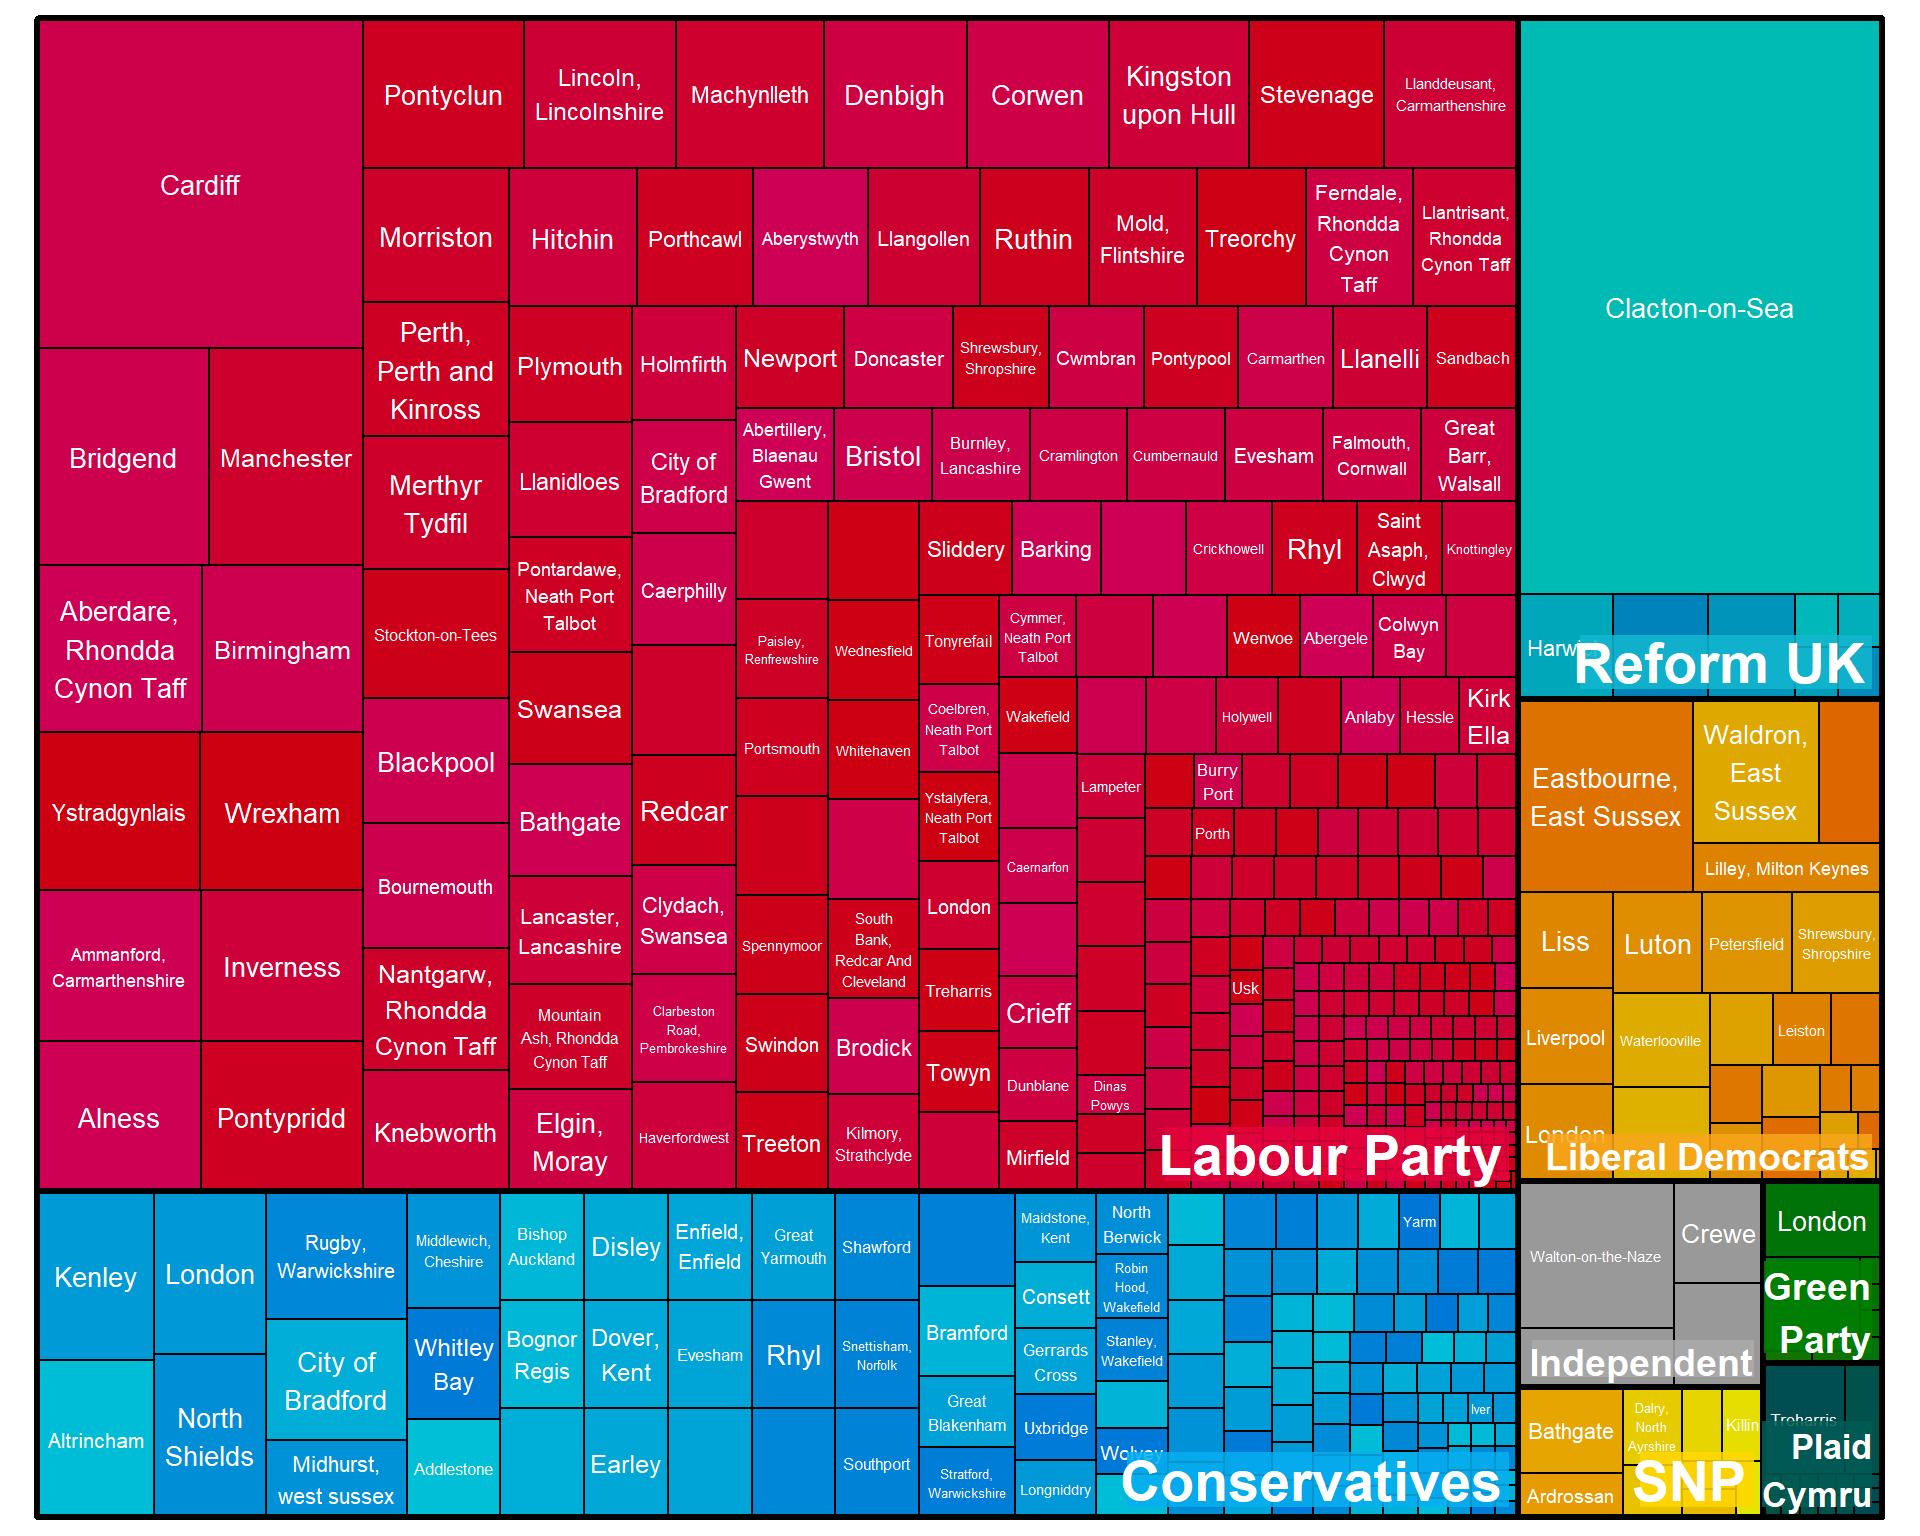 Cardiff
Pontyclun
Lincoln,
Lincolnshire
Machynlleth
Denbigh
Corwen
Kingston
upon Hull
Stevenage
Llanddeusant,
Carmarthenshire
Morriston
Hitchin
Porthcawl
Aberystwyth
Llangollen
Ruthin
Mold,
Flintshire
Treorchy
Ferndale,
Rhondda
Cynon
Taff
Llantrisant,
Rhondda
Cynon Taff
Perth,
Perth and
Kinross
Plymouth
Holmfirth
Newport
Doncaster
Shrewsbury,
Shropshire
Cwmbran
Pontypool
Carmarthen
Llanelli
Sandbach
Bridgend
Manchester
Merthyr
Tydfil
Llanidloes
City of
Bradford
Abertillery,
Blaenau
Gwent
Bristol
Burnley,
Lancashire
Cramlington
Cumbernauld
Evesham
Falmouth,
Cornwall
Great
Barr,
Walsall
Sliddery
Barking
Crickhowell
Rhyl
Saint
Asaph,
Clwyd
Knottingley
Aberdare,
Rhondda
Cynon Taff
Birmingham
Stockton-on-Tees
Pontardawe,
Neath Port
Talbot
Caerphilly
Paisley,
Renfrewshire
Wednesfield
Tonyrefail
Cymmer,
Neath Port
Talbot
Wenvoe
Abergele
Colwyn
Bay
Swansea
Portsmouth
Whitehaven
Coelbren,
Neath Port
Talbot
Wakefield
Holywell
Anlaby
Hessle
Kirk
Ella
Ystradgynlais
Wrexham
Blackpool
Bathgate
Redcar
Ystalyfera,
Neath Port
Talbot
Lampeter
Burry
Port
Porth
Caernarfon
Bournemouth
Lancaster,
Lancashire
Clydach,
Swansea
Spennymoor
South
Bank,
Redcar And
Cleveland
London
Ammanford,
Carmarthenshire
Inverness
Nantgarw,
Rhondda
Cynon Taff
Mountain
Ash, Rhondda
Cynon Taff
Clarbeston
Road,
Pembrokeshire
Swindon
Brodick
Treharris
Crieff
Usk
Alness
Pontypridd
Knebworth
Elgin,
Moray
Haverfordwest
Treeton
Kilmory,
Strathclyde
Towyn
Dunblane
Dinas
Powys
Mirfield
Labour Party
Clacton-on-Sea
Harwich
Reform UK
Eastbourne,
East Sussex
Waldron,
East
Sussex
Lilley, Milton Keynes
Liss
Luton
Petersfield
Shrewsbury,
Shropshire
Liverpool
Waterlooville
Leiston
London
Liberal Democrats
Kenley
London
Rugby,
Warwickshire
Middlewich,
Cheshire
Bishop
Auckland
Disley
Enfield,
Enfield
Great
Yarmouth
Shawford
Maidstone,
Kent
North
Berwick
Yarm
Altrincham
North
Shields
City of
Bradford
Midhurst,
west sussex
Whitley
Bay
Addlestone
Bognor
Regis
Dover,
Kent
Earley
Evesham
Rhyl
Snettisham,
Norfolk
Southport
Bramford
Great
Blakenham
Stratford,
Warwickshire
Consett
Gerrards
Cross
Uxbridge
Longniddry
Robin
Hood,
Wakefield
Stanley,
Wakefield
Wolvey
Iver
Conservatives
Walton-on-the-Naze
Crewe
Independent
London
Green
Party
Bathgate
Ardrossan
Dalry,
North
Ayrshire
Killin
SNP
Treharris
Plaid
Cymru